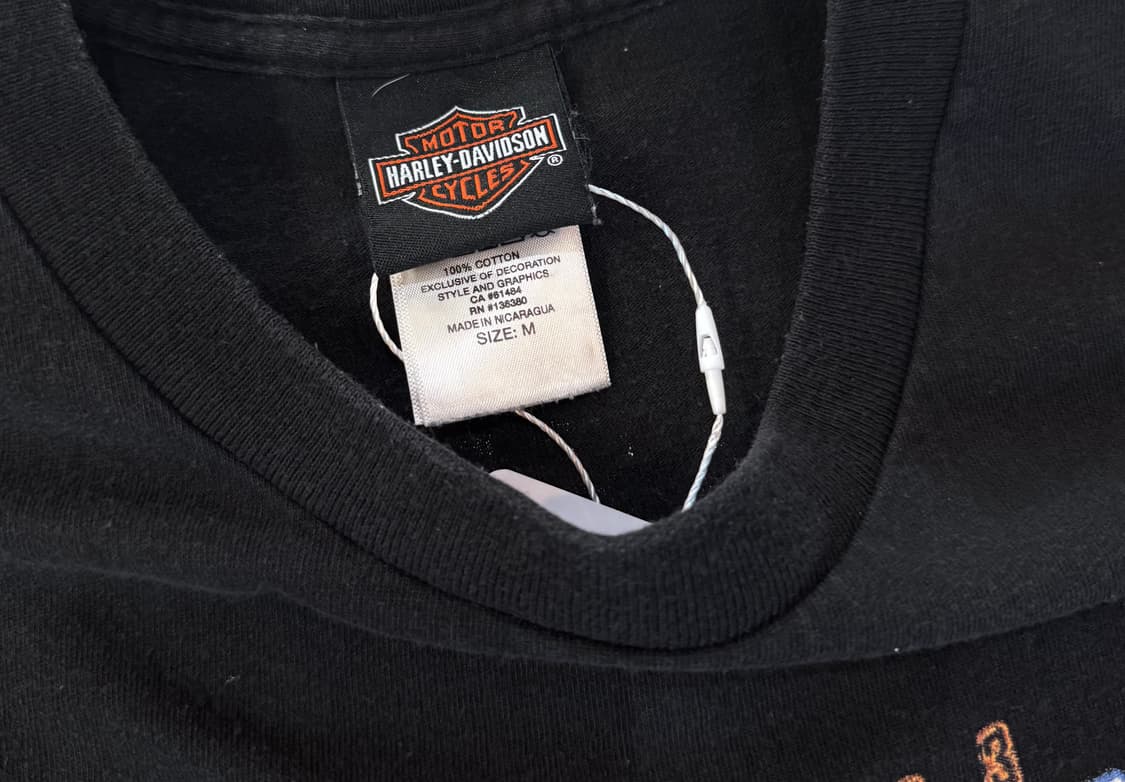 MOTOR
HARLEY-DAVIDSON
CYCLES
®
100% COTTON
EXCLUSIVE OF DECORATION
STYLE AND GRAPHICS
CA #61484
RN #136380
MADE IN NICARAGUA
SIZE: M